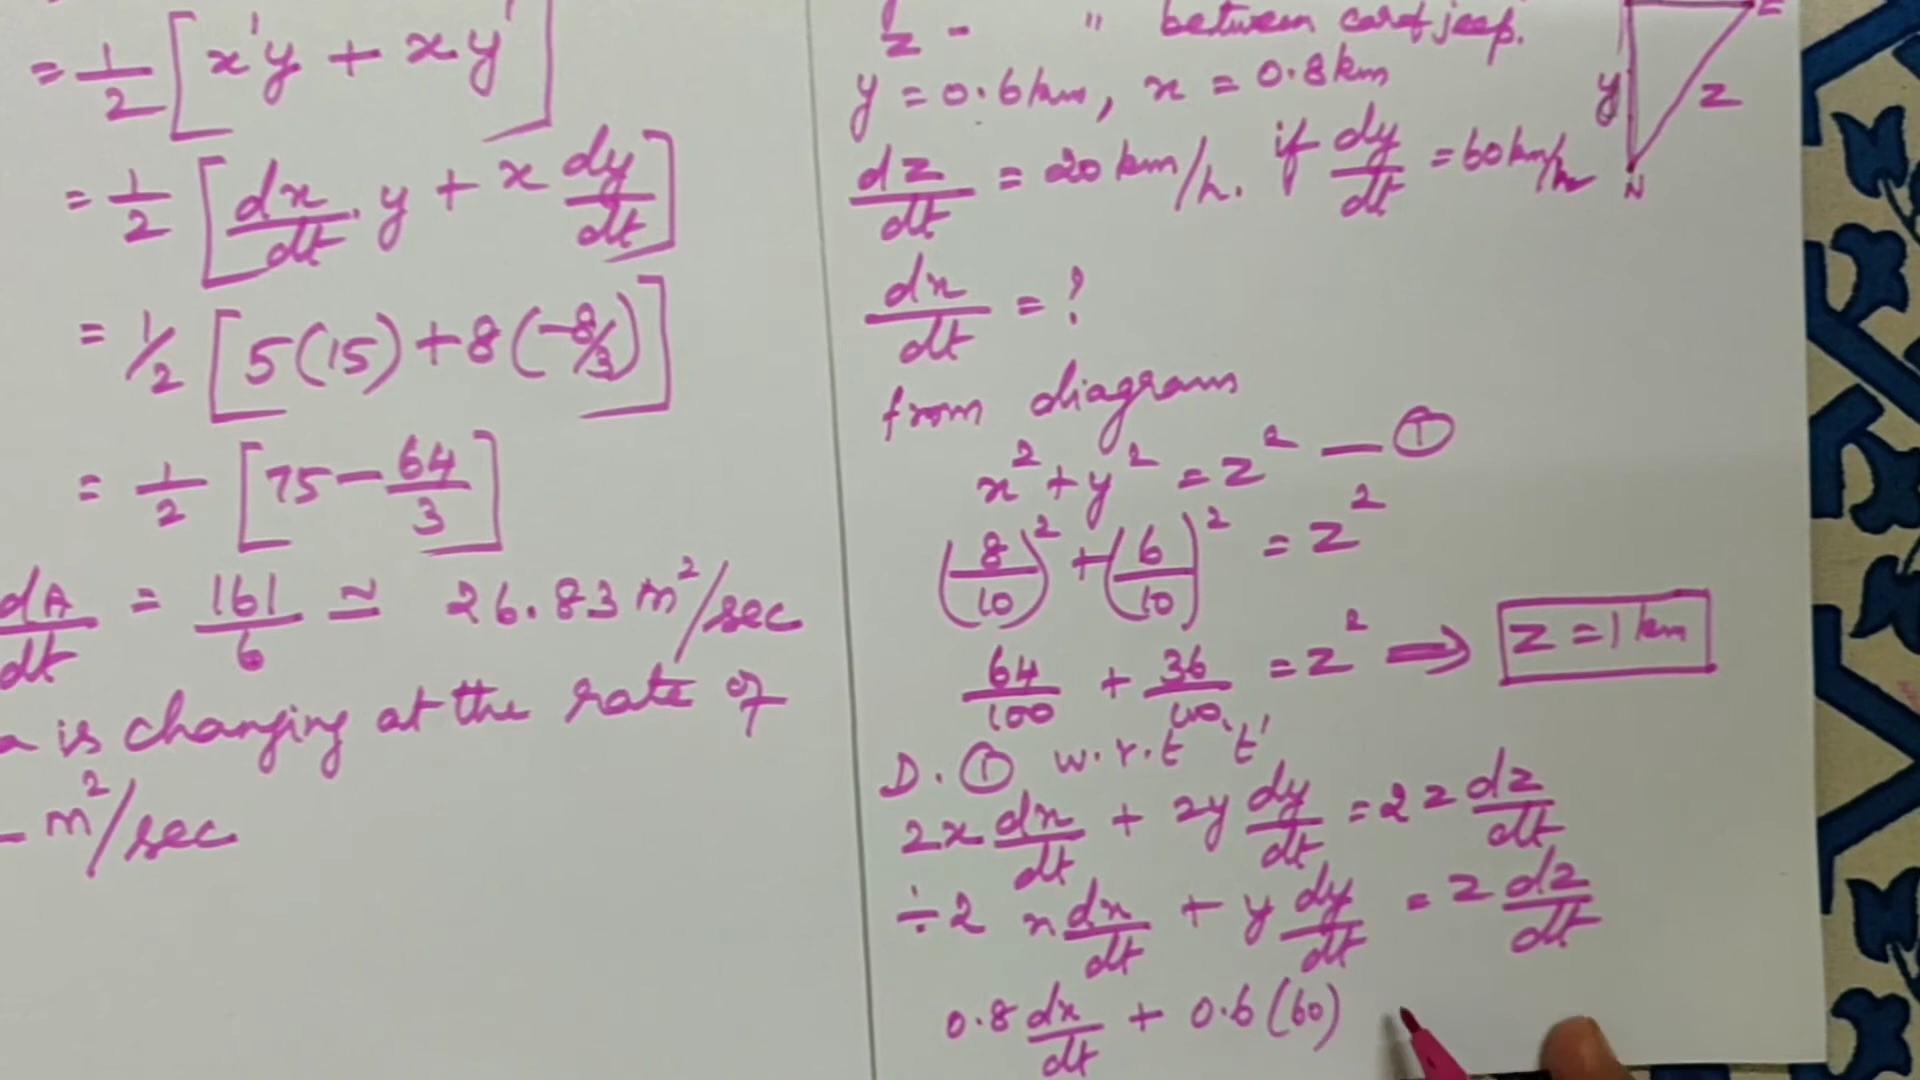 = 1/2 [x'y + xy']
= 1/2 [dx/dt . y + x dy/dt]
= 1/2 [5(15) + 8(-8/3)]
= 1/2 [75 - 64/3]
dA/dt = 161/6 ≃ 26.83 m²/sec
a is changing at the rate of
m²/sec
z - " between car & jeep.
y = 0.6 km, x = 0.8 km
dz/dt = 20 km/h. if dy/dt = 60 km/h
dx/dt = ?
from diagram
x² + y² = z² — ①
(8/10)² + (6/10)² = z²
64/100 + 36/100 = z² ⟹ z = 1 km
D. ① w.r.t 't'
2x dx/dt + 2y dy/dt = 2z dz/dt
÷2 x dx/dt + y dy/dt = z dz/dt
0.8 dx/dt + 0.6(60)
E
y
z
N